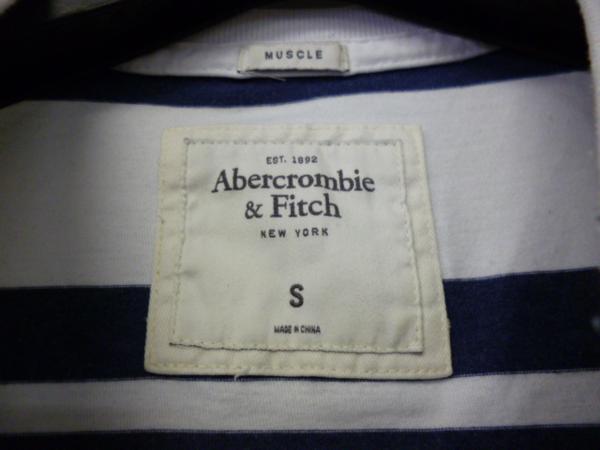 MUSCLE
EST. 1892
Abercrombie
& Fitch
NEW YORK
S
MADE IN CHINA